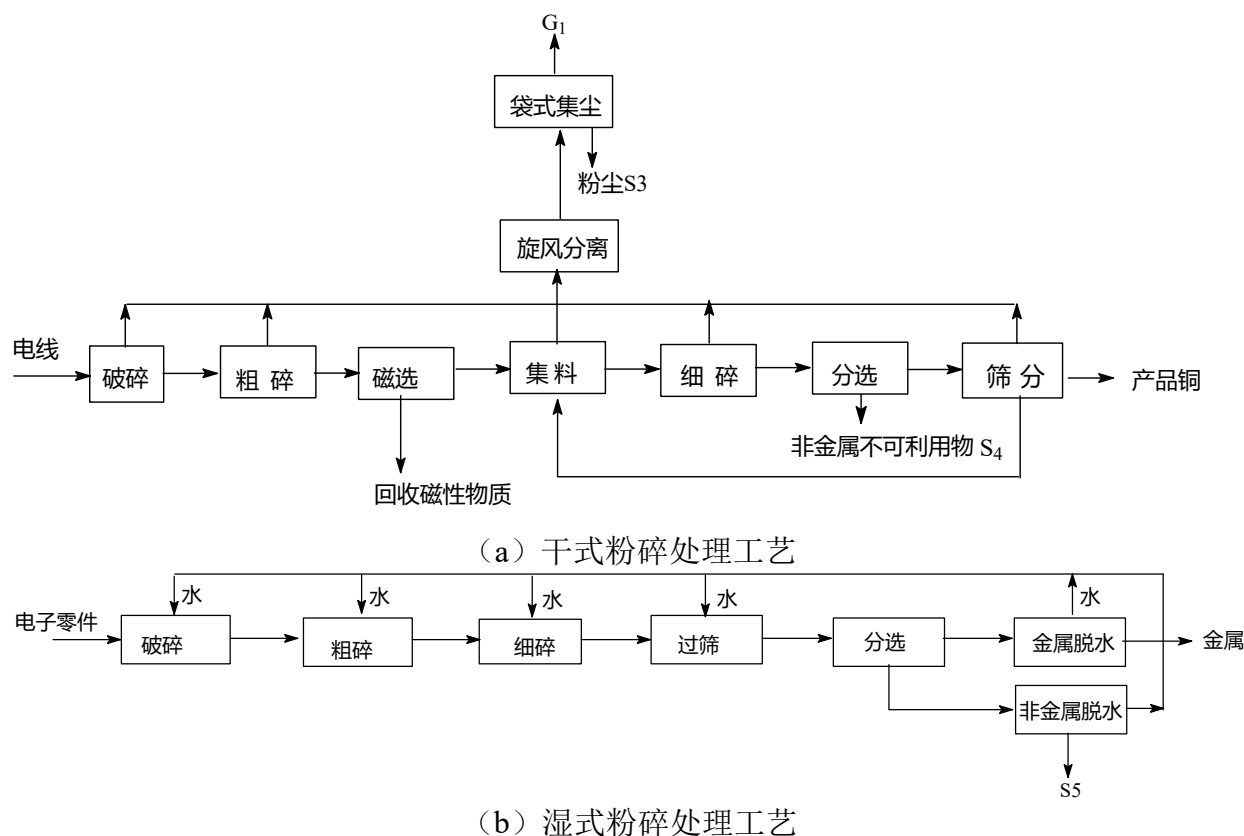 G₁
袋式集尘
粉尘S3
旋风分离
电线
破碎
粗 碎
磁选
集 料
细 碎
分选
筛 分
产品铜
非金属不可利用物 S₄
回收磁性物质
（a）干式粉碎处理工艺
水
水
水
水
水
电子零件
破碎
粗碎
细碎
过筛
分选
金属脱水
金属
非金属脱水
S5
（b）湿式粉碎处理工艺